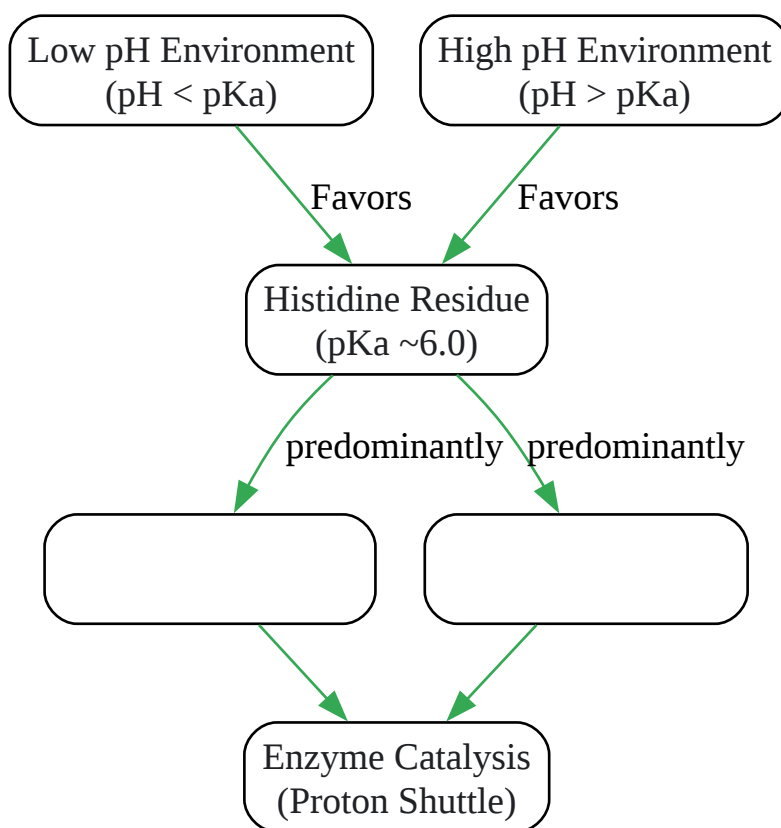 Low pH Environment
(pH < pKa)
High pH Environment
(pH > pKa)
Favors
Favors
Histidine Residue
(pKa ~6.0)
predominantly
predominantly
Enzyme Catalysis
(Proton Shuttle)